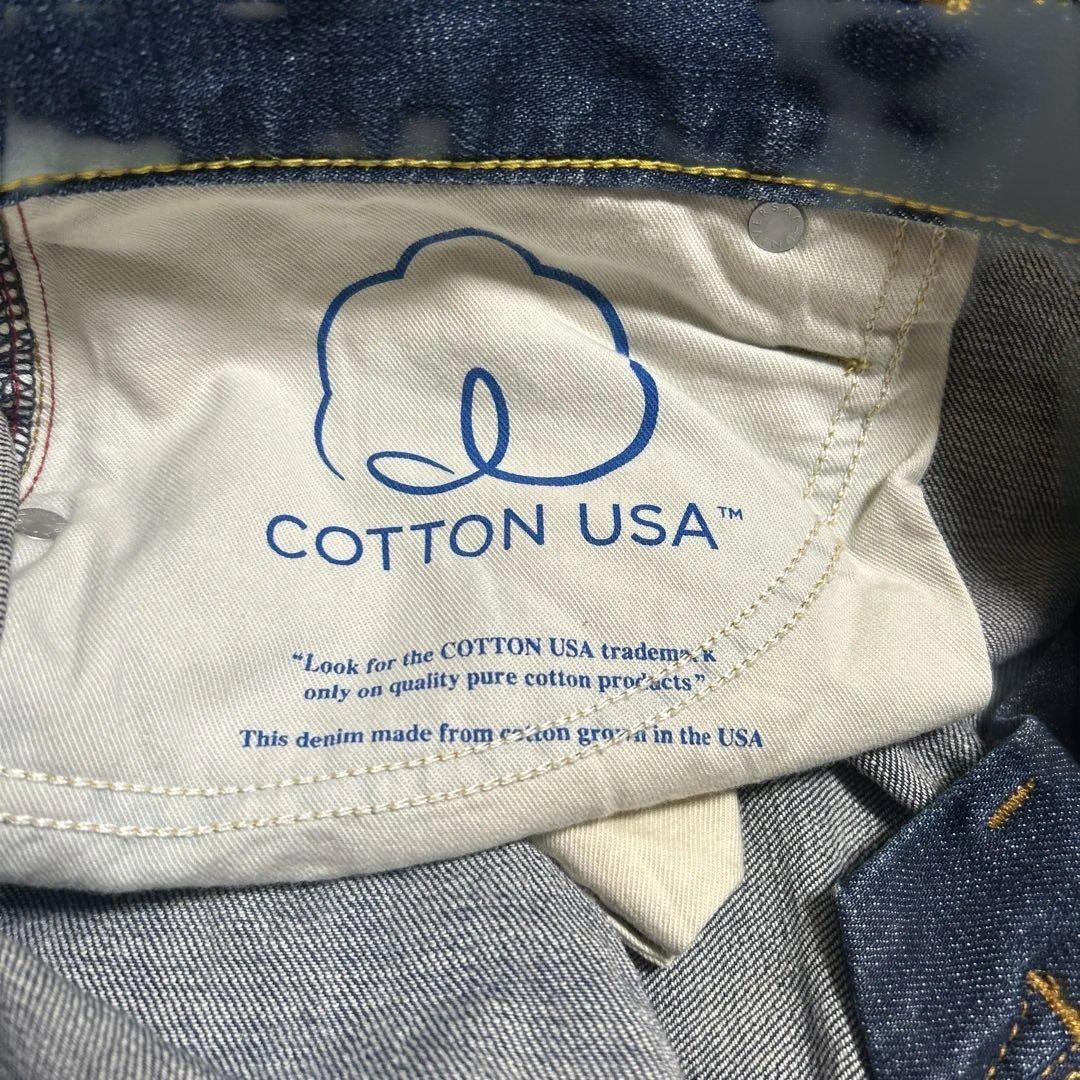 COTTON USA™
“Look for the COTTON USA trademark
only on quality pure cotton products”
This denim made from cotton grown in the USA